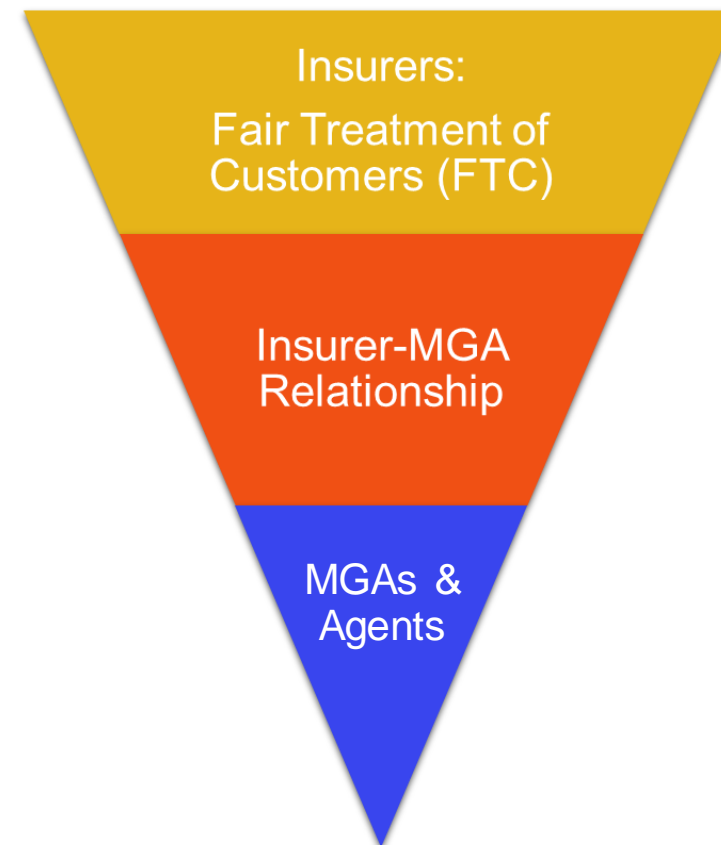 Insurers:
Fair Treatment of
Customers (FTC)
Insurer-MGA
Relationship
MGAs &
Agents